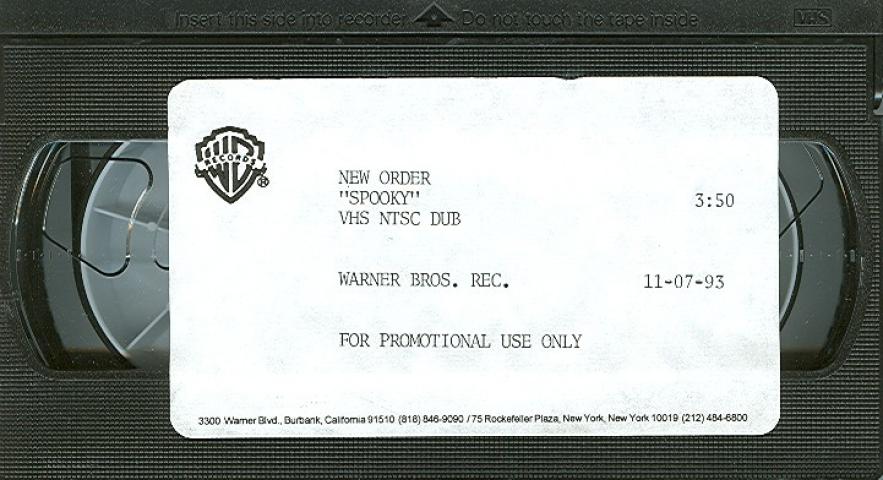 Insert this side into recorder Do not touch the tape inside VHS
WB RECORDS ®
NEW ORDER
"SPOOKY" 3:50
VHS NTSC DUB
WARNER BROS. REC. 11-07-93
FOR PROMOTIONAL USE ONLY
3300 Warner Blvd., Burbank, California 91510 (818) 846-9090 / 75 Rockefeller Plaza, New York, New York 10019 (212) 484-6800